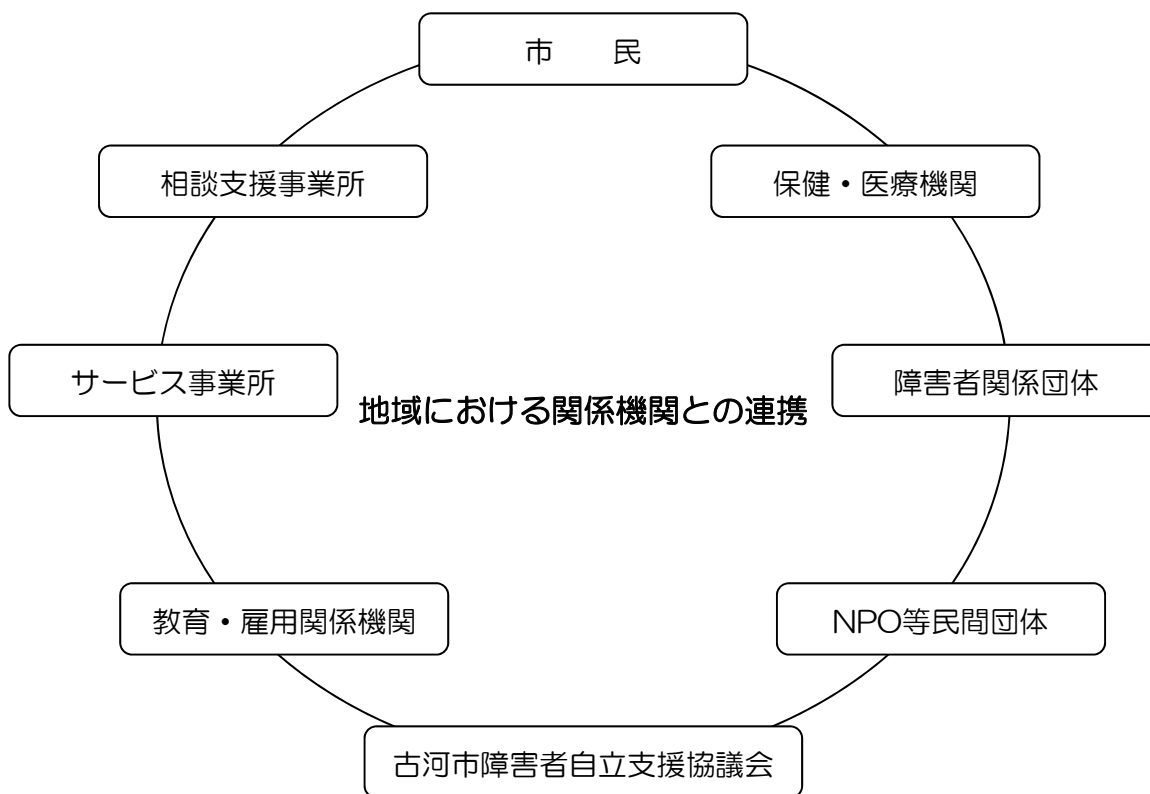 市　　民
相談支援事業所
保健・医療機関
サービス事業所
障害者関係団体
地域における関係機関との連携
教育・雇用関係機関
NPO等民間団体
古河市障害者自立支援協議会